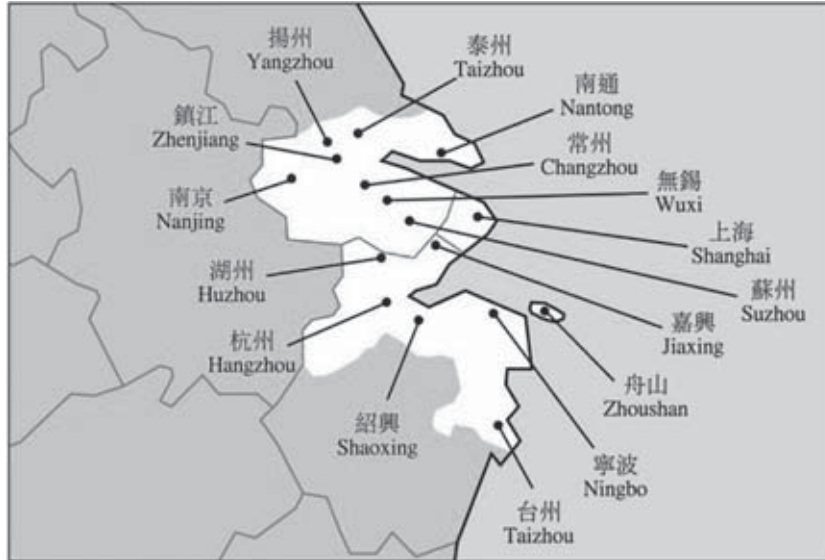 揚州
Yangzhou
泰州
Taizhou
南通
Nantong
鎮江
Zhenjiang
常州
Changzhou
無錫
Wuxi
南京
Nanjing
上海
Shanghai
湖州
Huzhou
蘇州
Suzhou
嘉興
Jiaxing
杭州
Hangzhou
舟山
Zhoushan
紹興
Shaoxing
寧波
Ningbo
台州
Taizhou